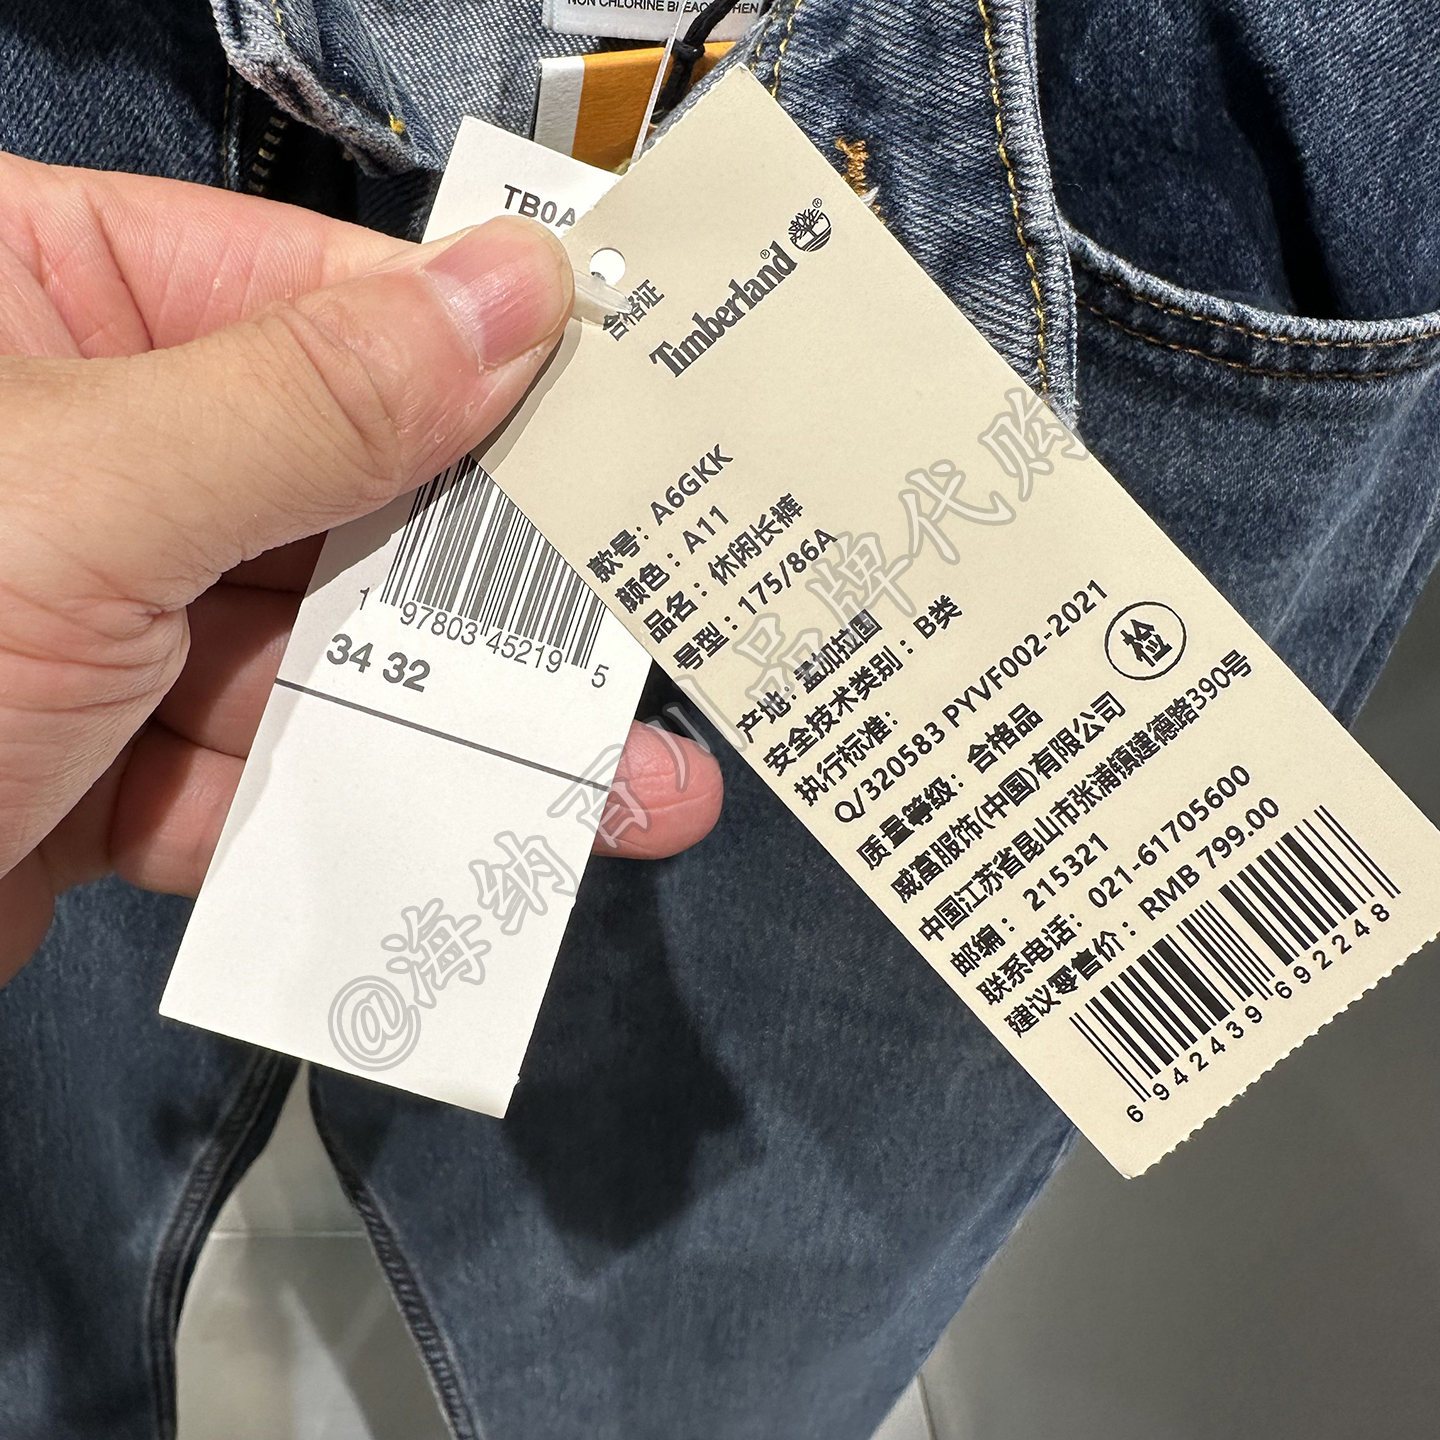 NON CHLORINE BLEACH WHEN
TB0A
1 97803 45219 5
34 32
合格证
Timberland®
款号：A6GKK
颜色：A11
品名：休闲长裤
号型：175/86A
产地：孟加拉国
安全技术类别：B类
执行标准：
Q/320583 PYVF002-2021
质量等级：合格品
检
威富服饰(中国)有限公司
中国江苏省昆山市张浦镇建德路390号
邮编：215321
联系电话：021-61705600
建议零售价：RMB 799.00
6942439692248
@海纳百川品牌代购